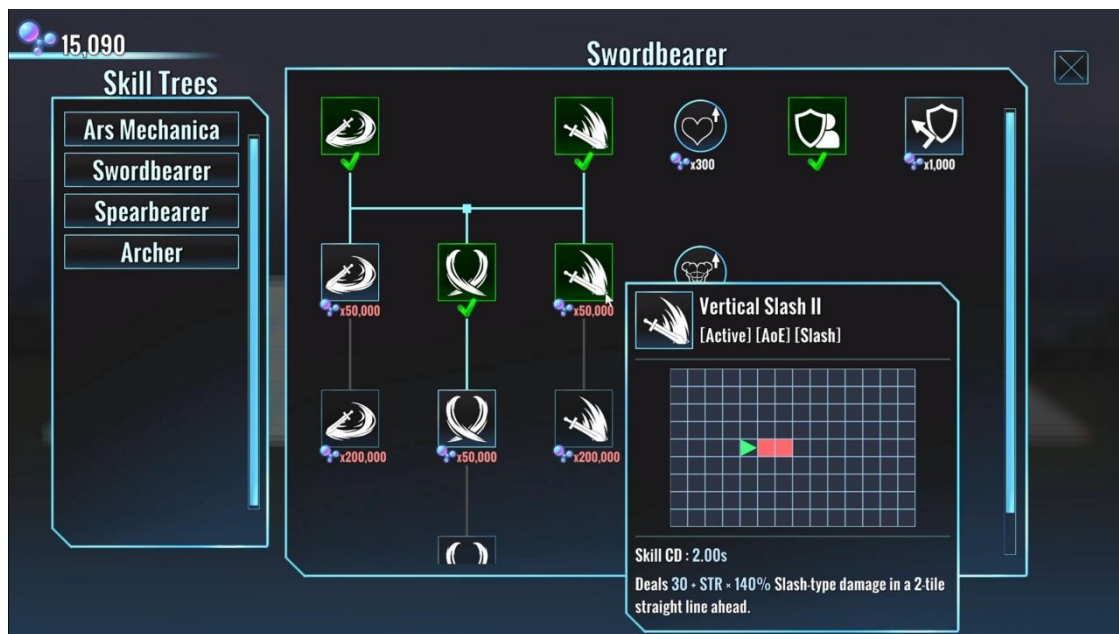 15,090
Skill Trees
Ars Mechanica
Swordbearer
Spearbearer
Archer
Swordbearer
x300
x1,000
x50,000
x50,000
x200,000
x50,000
x200,000
Vertical Slash II
[Active] [AoE] [Slash]
Skill CD : 2.00s
Deals 30 + STR × 140% Slash-type damage in a 2-tile
straight line ahead.